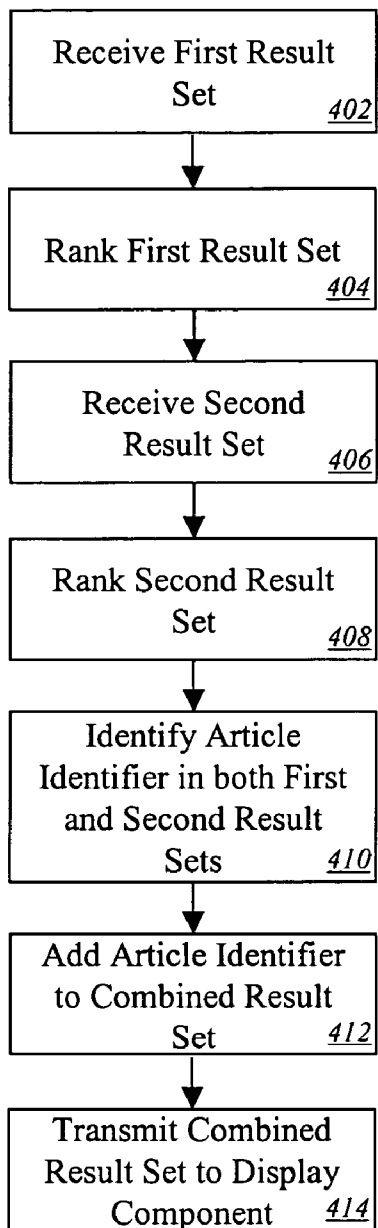 Receive First Result
Set
402
Rank First Result Set
404
Receive Second
Result Set
406
Rank Second Result
Set
408
Identify Article
Identifier in both First
and Second Result
Sets
410
Add Article Identifier
to Combined Result
Set
412
Transmit Combined
Result Set to Display
Component
414